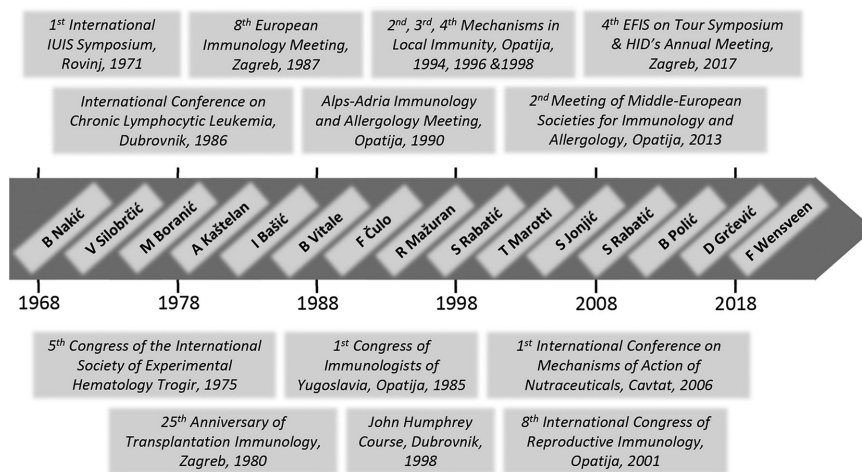 1st International
IUIS Symposium,
Rovinj, 1971
8th European
Immunology Meeting,
Zagreb, 1987
2nd, 3rd, 4th Mechanisms in
Local Immunity, Opatija,
1994, 1996 &1998
4th EFIS on Tour Symposium
& HID's Annual Meeting,
Zagreb, 2017
International Conference on
Chronic Lymphocytic Leukemia,
Dubrovnik, 1986
Alps-Adria Immunology
and Allergology Meeting,
Opatija, 1990
2nd Meeting of Middle-European
Societies for Immunology and
Allergology, Opatija, 2013
B Nakić
V Silobrčić
M Boranić
A Kaštelan
I Bašić
B Vitale
F Čulo
R Mažuran
S Rabatić
T Marotti
S Jonjić
S Rabatić
B Polić
D Grčević
F Wensveen
1968
1978
1988
1998
2008
2018
5th Congress of the International
Society of Experimental
Hematology Trogir, 1975
1st Congress of
Immunologists of
Yugoslavia, Opatija, 1985
1st International Conference on
Mechanisms of Action of
Nutraceuticals, Cavtat, 2006
25th Anniversary of
Transplantation Immunology,
Zagreb, 1980
John Humphrey
Course, Dubrovnik,
1998
8th International Congress of
Reproductive Immunology,
Opatija, 2001